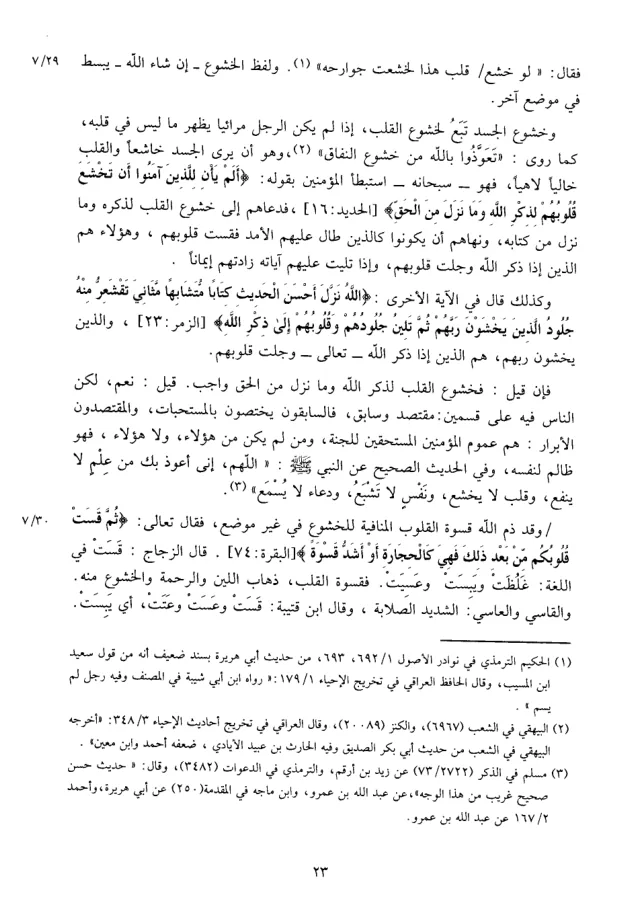 فقال: « لو خشع/ قلب هذا لخشعت جوارحه» (١). ولفظ الخشوع ـ إن شاء الله ـ يبسط
٧/٢٩
في موضع آخر.
وخشوع الجسد تَبَعٌ لخشوع القلب، إذا لم يكن الرجل مرائيا يظهر ما ليس في قلبه،
كما روى : «تَعَوَّذُوا بالله من خشوع النفاق» (٢)،وهو أن يرى الجسد خاشعاً والقلب
خالياً لاهياً، فهو ــ سبحانه ــ استبطأ المؤمنين بقوله: ﴿أَلَمْ يَأْنِ لِلَّذِينَ آمَنُوا أَن تَخْشَعَ
قُلُوبُهُمْ لِذِكْرِ اللَّهِ وَمَا نَزَلَ مِنَ الْحَقِّ﴾ [الحديد:١٦] ،فدعاهم إلى خشوع القلب لذكره وما
نزل من كتابه، ونهاهم أن يكونوا كالذين طال عليهم الأمد فقست قلوبهم ، وهؤلاء هم
الذين إذا ذكر الله وجلت قلوبهم، وإذا تليت عليهم آياته زادتهم إيماناً .
وكذلك قال في الآية الأخرى :﴿اللَّهُ نَزَّلَ أَحْسَنَ الْحَدِيثِ كِتَابًا مُّتَشَابِهًا مَّثَانِيَ تَقْشَعِرُّ مِنْهُ
جُلُودُ الَّذِينَ يَخْشَوْنَ رَبَّهُمْ ثُمَّ تَلِينُ جُلُودُهُمْ وَقُلُوبُهُمْ إِلَىٰ ذِكْرِ اللَّهِ﴾ [الزمر:٢٣] ، والذين
يخشون ربهم، هم الذين إذا ذكر الله ــ تعالى ــ وجلت قلوبهم.
فإن قيل : فخشوع القلب لذكر الله وما نزل من الحق واجب. قيل : نعم، لكن
الناس فيه على قسمين:مقتصد وسابق، فالسابقون يختصون بالمستحبات، والمقتصدون
الأبرار : هم عموم المؤمنين المستحقين للجنة، ومن لم يكن من هؤلاء، ولا هؤلاء ، فهو
ظالم لنفسه، وفي الحديث الصحيح عن النبي ﷺ : « اللهم، إنى أعوذ بك من عِلْمٍ لا
ينفع، وقلب لا يخشع، ونَفْسٍ لا تَشْبَعُ، ودعاء لا يُسْمَع» (٣).
/ وقد ذم الله قسوة القلوب المنافية للخشوع في غير موضع، فقال تعالى: ﴿ثُمَّ قَسَتْ
٧/٣٠
قُلُوبُكُم مِّنْ بَعْدِ ذَلِكَ فَهِيَ كَالْحِجَارَةِ أَوْ أَشَدُّ قَسْوَةً ﴾[البقرة:٧٤] . قال الزجاج : قَسَتْ في
اللغة: غَلُظَتْ ويَبِسَتْ وعَسِيَتْ. فقسوة القلب، ذهاب اللين والرحمة والخشوع منه.
والقاسي والعاسي: الشديد الصلابة ، وقال ابن قتيبة: قَسَتْ وعَسَتْ وعَتَتْ، أي يَبِسَتْ.
(١) الحكيم الترمذي في نوادر الأصول ٦٩٢/١، ٦٩٣، من حديث أبي هريرة بسند ضعيف أنه من قول سعيد
ابن المسيب، وقال الحافظ العراقي في تخريج الإحياء ١٧٩/١:« رواه ابن أبي شيبة في المصنف وفيه رجل لم
يسم» .
(٢) البيهقي في الشعب (٦٩٦٧)، والكنز (٢٠٠٨٩)، وقال العراقي في تخريج أحاديث الإحياء ٣٤٨/٣: «أخرجه
البيهقي في الشعب من حديث أبي بكر الصديق وفيه الحارث بن عبيد الأيادي ، ضعفه أحمد وابن معين» .
(٣) مسلم في الذكر (٧٣/٢٧٢٢) عن زيد بن أرقم، والترمذي في الدعوات (٣٤٨٢)، وقال: « حديث حسن
صحيح غريب من هذا الوجه»،عن عبد الله بن عمرو، وابن ماجه في المقدمة(٢٥٠) عن أبي هريرة،وأحمد
١٦٧/٢ عن عبد الله بن عمرو.
٢٣